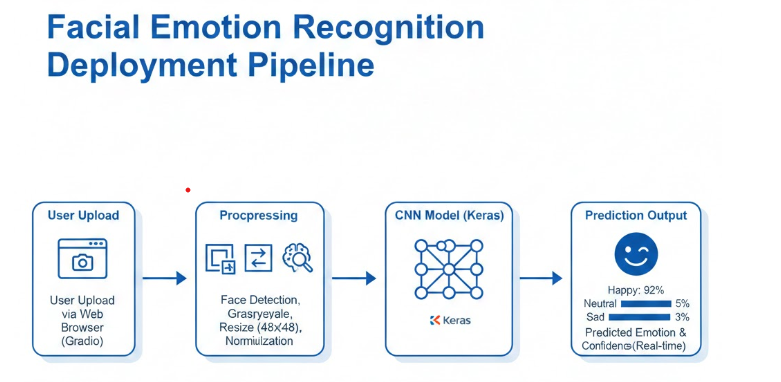 Facial Emotion Recognition
Deployment Pipeline
User Upload
User Upload
via Web
Browser
(Gradio)
Procpressing
Face Detection,
Grasryeyale,
Resize (48x48),
Normiulzation
CNN Model (Keras)
Keras
Prediction Output
Happy: 92%
Neutral 5%
Sad 3%
Predicted Emotion &
Confidence(Real-time)